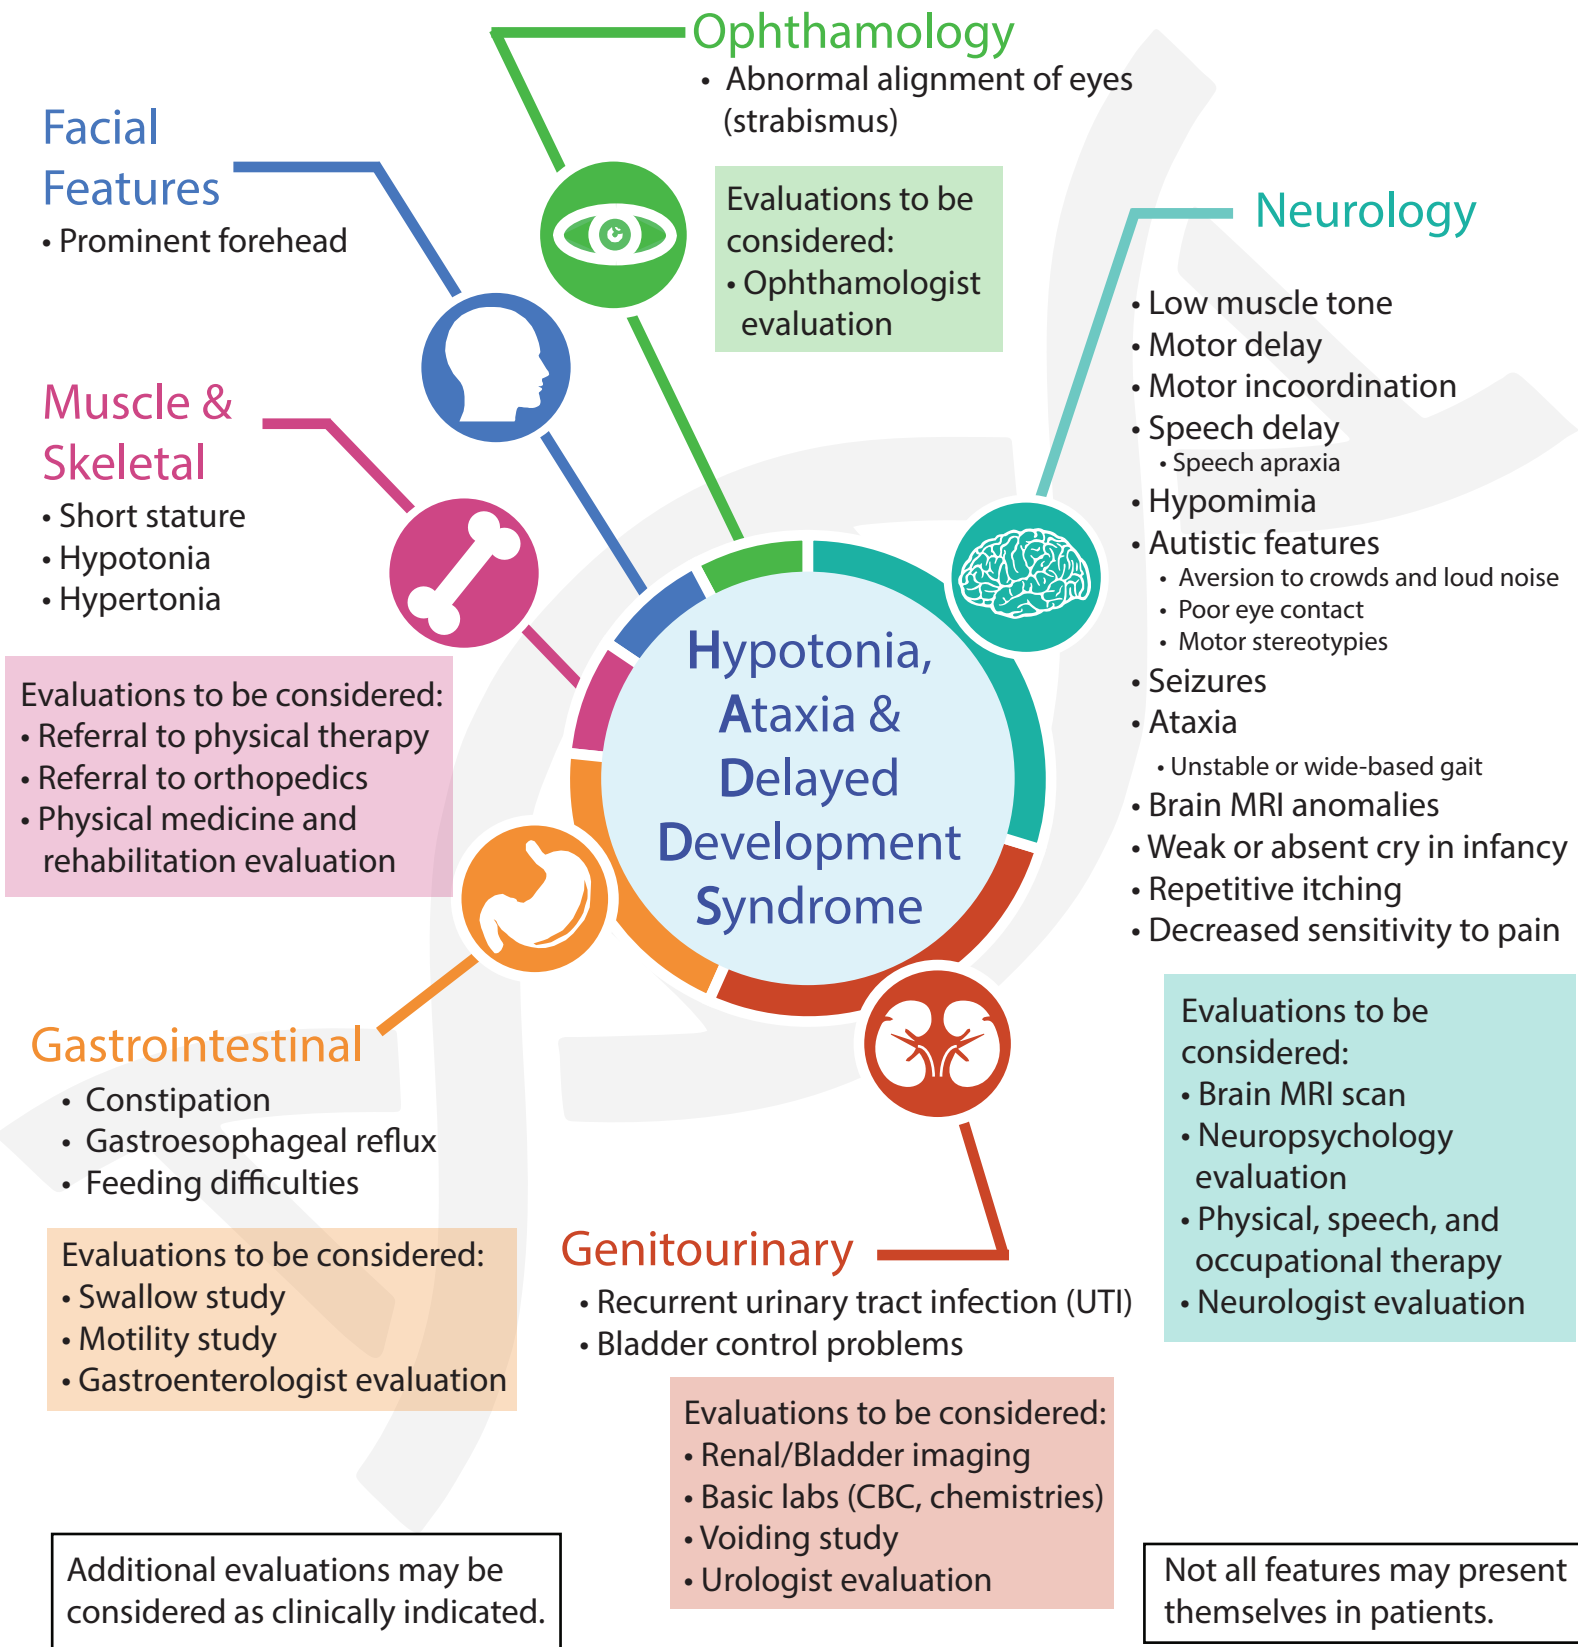 Ophthamology
• Abnormal alignment of eyes
(strabismus)
Evaluations to be
considered:
• Ophthamologist
evaluation
Facial
Features
• Prominent forehead
Muscle &
Skeletal
• Short stature
• Hypotonia
• Hypertonia
Evaluations to be considered:
• Referral to physical therapy
• Referral to orthopedics
• Physical medicine and
rehabilitation evaluation
Neurology
• Low muscle tone
• Motor delay
• Motor incoordination
• Speech delay
• Speech apraxia
• Hypomimia
• Autistic features
• Aversion to crowds and loud noise
• Poor eye contact
• Motor stereotypies
• Seizures
• Ataxia
• Unstable or wide-based gait
• Brain MRI anomalies
• Weak or absent cry in infancy
• Repetitive itching
• Decreased sensitivity to pain
Evaluations to be
considered:
• Brain MRI scan
• Neuropsychology
evaluation
• Physical, speech, and
occupational therapy
• Neurologist evaluation
Hypotonia,
Ataxia &
Delayed
Development
Syndrome
Gastrointestinal
• Constipation
• Gastroesophageal reflux
• Feeding difficulties
Evaluations to be considered:
• Swallow study
• Motility study
• Gastroenterologist evaluation
Genitourinary
• Recurrent urinary tract infection (UTI)
• Bladder control problems
Evaluations to be considered:
• Renal/Bladder imaging
• Basic labs (CBC, chemistries)
• Voiding study
• Urologist evaluation
Additional evaluations may be
considered as clinically indicated.
Not all features may present
themselves in patients.